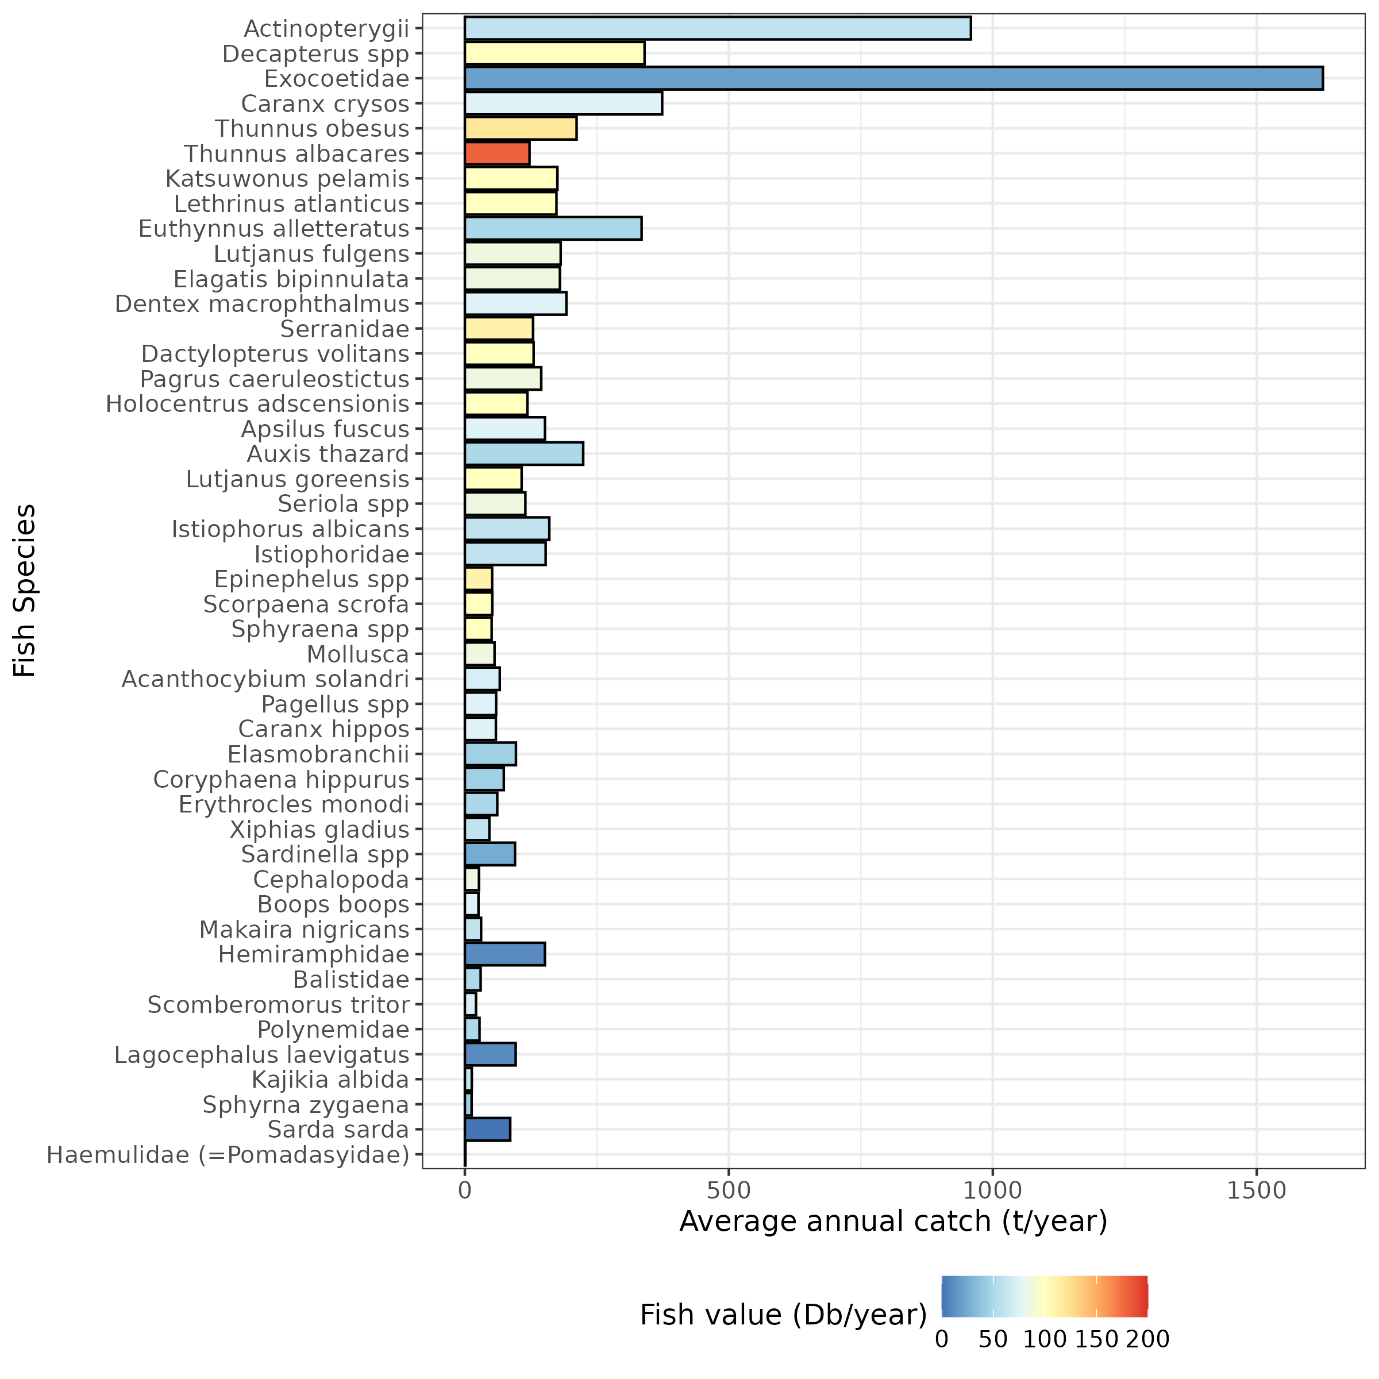 Actinopterygii
Decapterus spp
Exocoetidae
Caranx crysos
Thunnus obesus
Thunnus albacares
Katsuwonus pelamis
Lethrinus atlanticus
Euthynnus alletteratus
Lutjanus fulgens
Elagatis bipinnulata
Dentex macrophthalmus
Serranidae
Dactylopterus volitans
Pagrus caeruleostictus
Holocentrus adscensionis
Apsilus fuscus
Auxis thazard
Lutjanus goreensis
Seriola spp
Istiophorus albicans
Istiophoridae
Epinephelus spp
Scorpaena scrofa
Sphyraena spp
Mollusca
Acanthocybium solandri
Pagellus spp
Caranx hippos
Elasmobranchii
Coryphaena hippurus
Erythrocles monodi
Xiphias gladius
Sardinella spp
Cephalopoda
Boops boops
Makaira nigricans
Hemiramphidae
Balistidae
Scomberomorus tritor
Polynemidae
Lagocephalus laevigatus
Kajikia albida
Sphyrna zygaena
Sarda sarda
Haemulidae (=Pomadasyidae)
Fish Species
0 500 1000 1500
Average annual catch (t/year)
Fish value (Db/year)
0 50 100 150 200